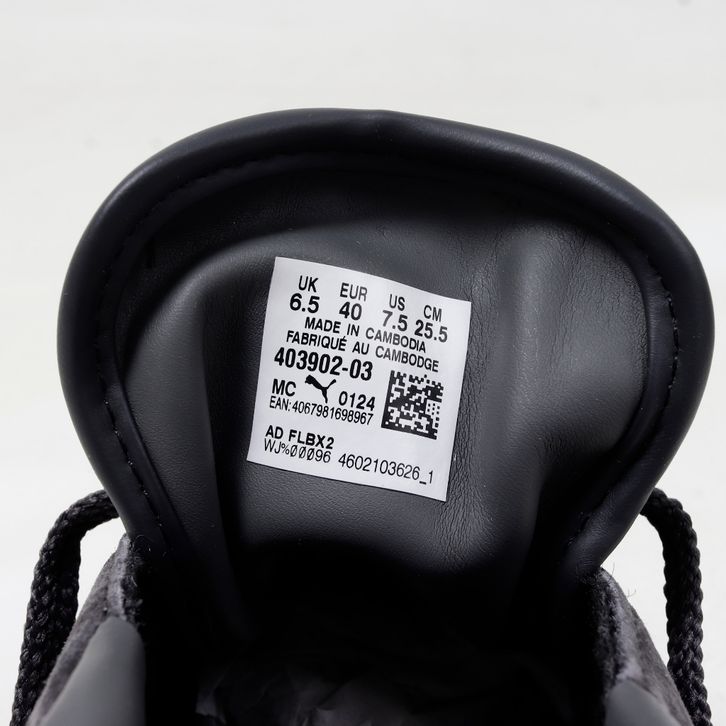 UK EUR US CM
6.5 40 7.5 25.5
MADE IN CAMBODIA
FABRIQUÉ AU CAMBODGE
403902-03
MC 0124
EAN:4067981698967
AD FLBX2
WJ%ØØØ96 4602103626_1